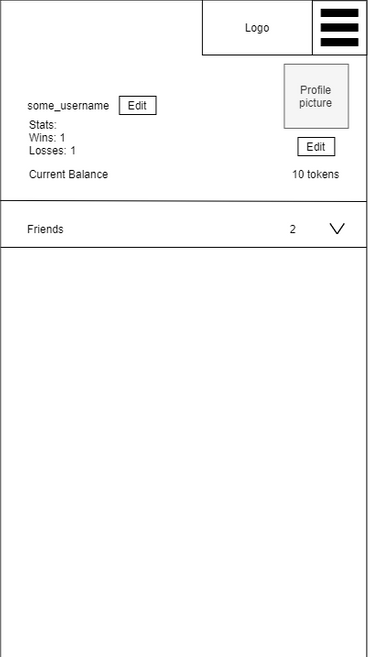 Logo
Profile
picture
some_username Edit
Stats:
Wins: 1
Losses: 1
Edit
Current Balance 10 tokens
Friends 2